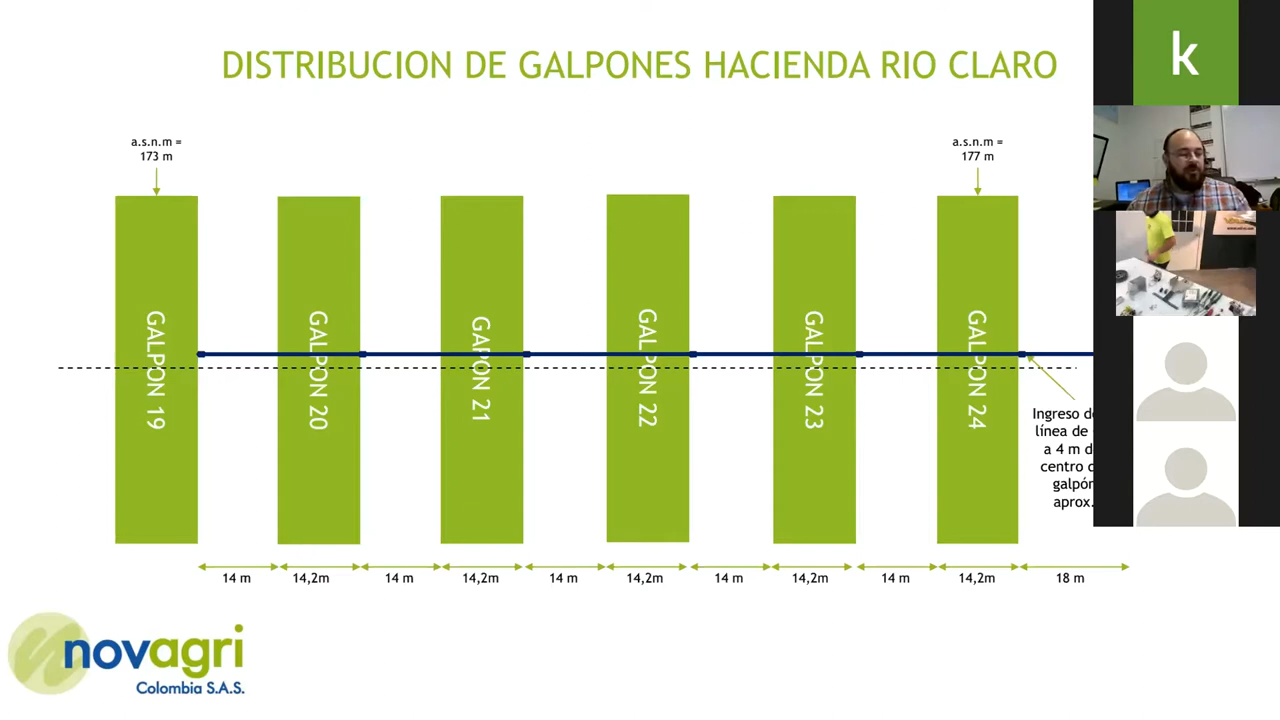 DISTRIBUCION DE GALPONES HACIENDA RIO CLARO
k
a.s.n.m =
173 m
a.s.n.m =
177 m
GALPON 19
GALPON 20
GAPON 21
GALPON 22
GALPON 23
GALPON 24
Ingreso de
línea de
a 4 m d
centro
galpón
aprox.
14 m
14,2m
14 m
14,2m
14 m
14,2m
14 m
14,2m
14 m
14,2m
18 m
novagri
Colombia S.A.S.